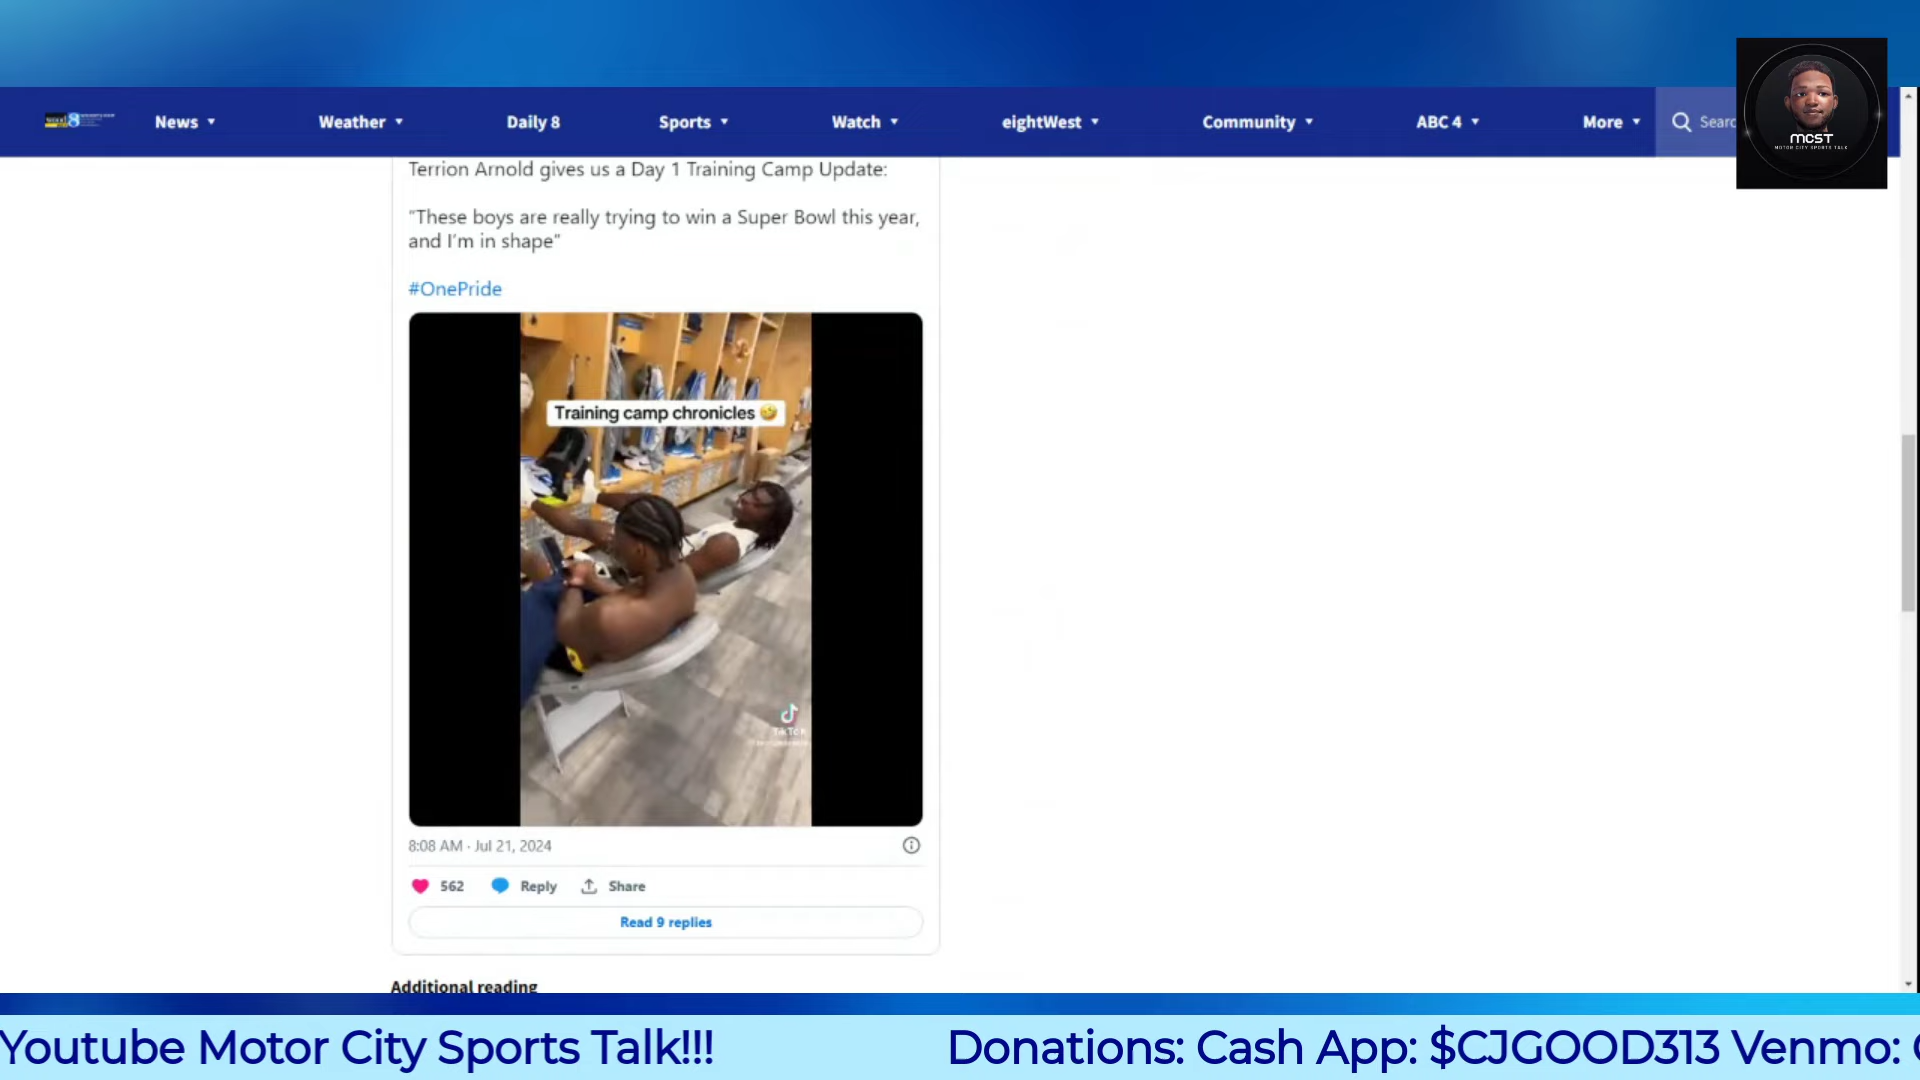 News
Weather
Daily 8
Sports
Watch
eightWest
Community
ABC 4
More
Searc
MCST
MOTOR CITY SPORTS TALK
Terrion Arnold gives us a Day 1 Training Camp Update:
"These boys are really trying to win a Super Bowl this year,
and I'm in shape"
#OnePride
Training camp chronicles 🤣
TikTok
8:08 AM · Jul 21, 2024
562
Reply
Share
Read 9 replies
Additional reading
Youtube Motor City Sports Talk!!!
Donations: Cash App: $CJGOOD313 Venmo: